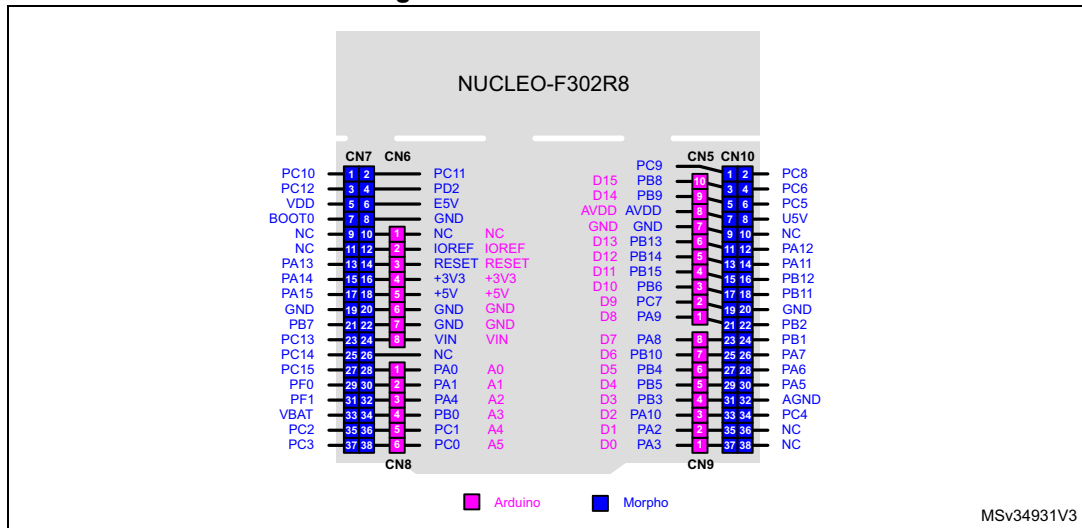 NUCLEO-F302R8
CN7 CN6
PC10 1 2 PC11
PC12 3 4 PD2
VDD 5 6 E5V
BOOT0 7 8 GND
NC 9 10 1 NC NC
NC 11 12 2 IOREF IOREF
PA13 13 14 3 RESET RESET
PA14 15 16 4 +3V3 +3V3
PA15 17 18 5 +5V +5V
GND 19 20 6 GND GND
PB7 21 22 7 GND GND
PC13 23 24 8 VIN VIN
PC14 25 26 NC
PC15 27 28 1 PA0 A0
PF0 29 30 2 PA1 A1
PF1 31 32 3 PA4 A2
VBAT 33 34 4 PB0 A3
PC2 35 36 5 PC1 A4
PC3 37 38 6 PC0 A5
CN8
CN5 CN10
PC9 1 2 PC8
D15 PB8 10 3 4 PC6
D14 PB9 9 5 6 PC5
AVDD AVDD 8 7 8 U5V
GND GND 7 9 10 NC
D13 PB13 6 11 12 PA12
D12 PB14 5 13 14 PA11
D11 PB15 4 15 16 PB12
D10 PB6 3 17 18 PB11
D9 PC7 2 19 20 GND
D8 PA9 1 21 22 PB2
D7 PA8 8 23 24 PB1
D6 PB10 7 25 26 PA7
D5 PB4 6 27 28 PA6
D4 PB5 5 29 30 PA5
D3 PB3 4 31 32 AGND
D2 PA10 3 33 34 PC4
D1 PA2 2 35 36 NC
D0 PA3 1 37 38 NC
CN9
Arduino Morpho
MSv34931V3